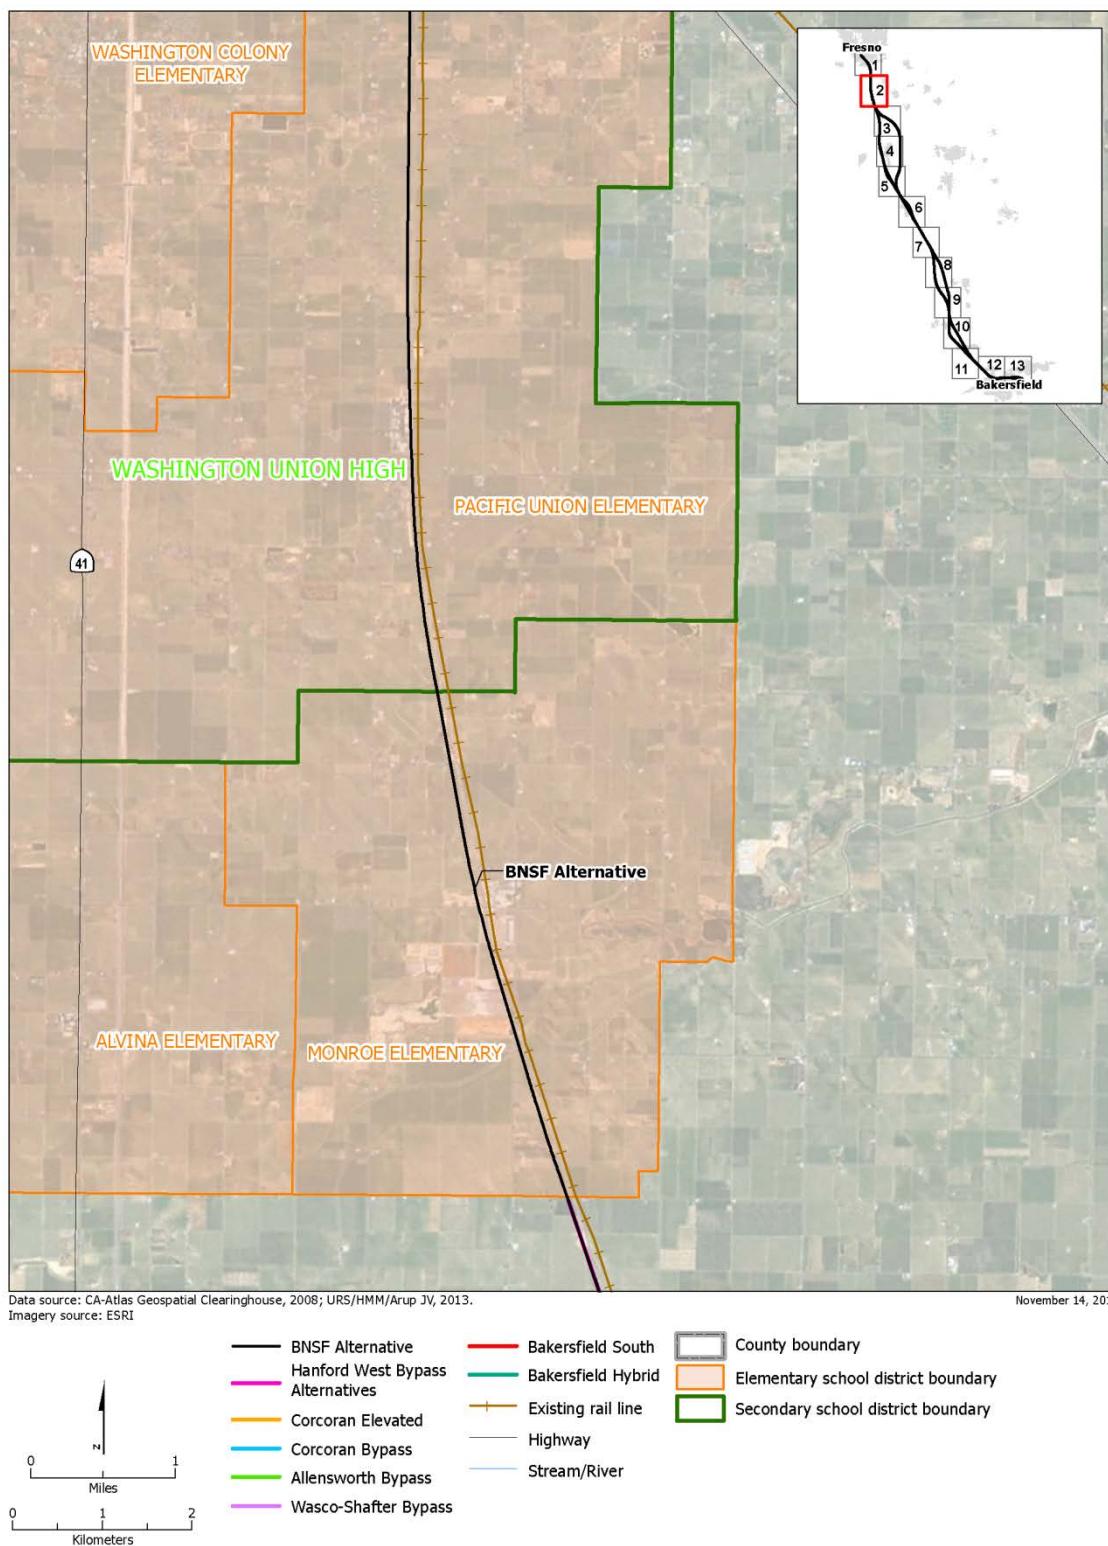 WASHINGTON COLONY
ELEMENTARY
Fresno
1
2
3
4
5
6
7
8
9
10
11
12
13
Bakersfield
WASHINGTON UNION HIGH
PACIFIC UNION ELEMENTARY
41
BNSF Alternative
ALVINA ELEMENTARY
MONROE ELEMENTARY
Data source: CA-Atlas Geospatial Clearinghouse, 2008; URS/HMM/Arup JV, 2013.
Imagery source: ESRI
November 14, 201
BNSF Alternative
Hanford West Bypass
Alternatives
Corcoran Elevated
Corcoran Bypass
Allensworth Bypass
Wasco-Shafter Bypass
Bakersfield South
Bakersfield Hybrid
Existing rail line
Highway
Stream/River
County boundary
Elementary school district boundary
Secondary school district boundary
N
0 1
Miles
0 1 2
Kilometers